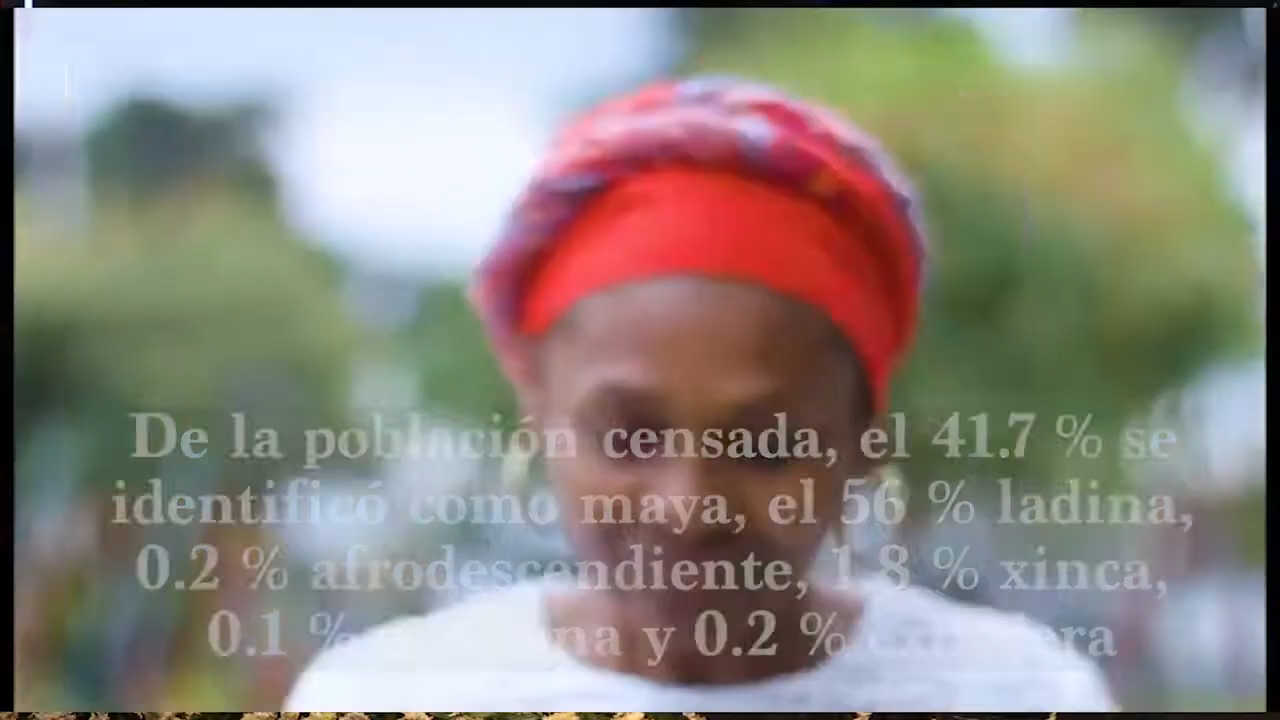 De la población censada, el 41.7 % se
identificó como maya, el 56 % ladina,
0.2 % afrodescendiente, 1.8 % xinca,
0.1 % y 0.2 % extranjera